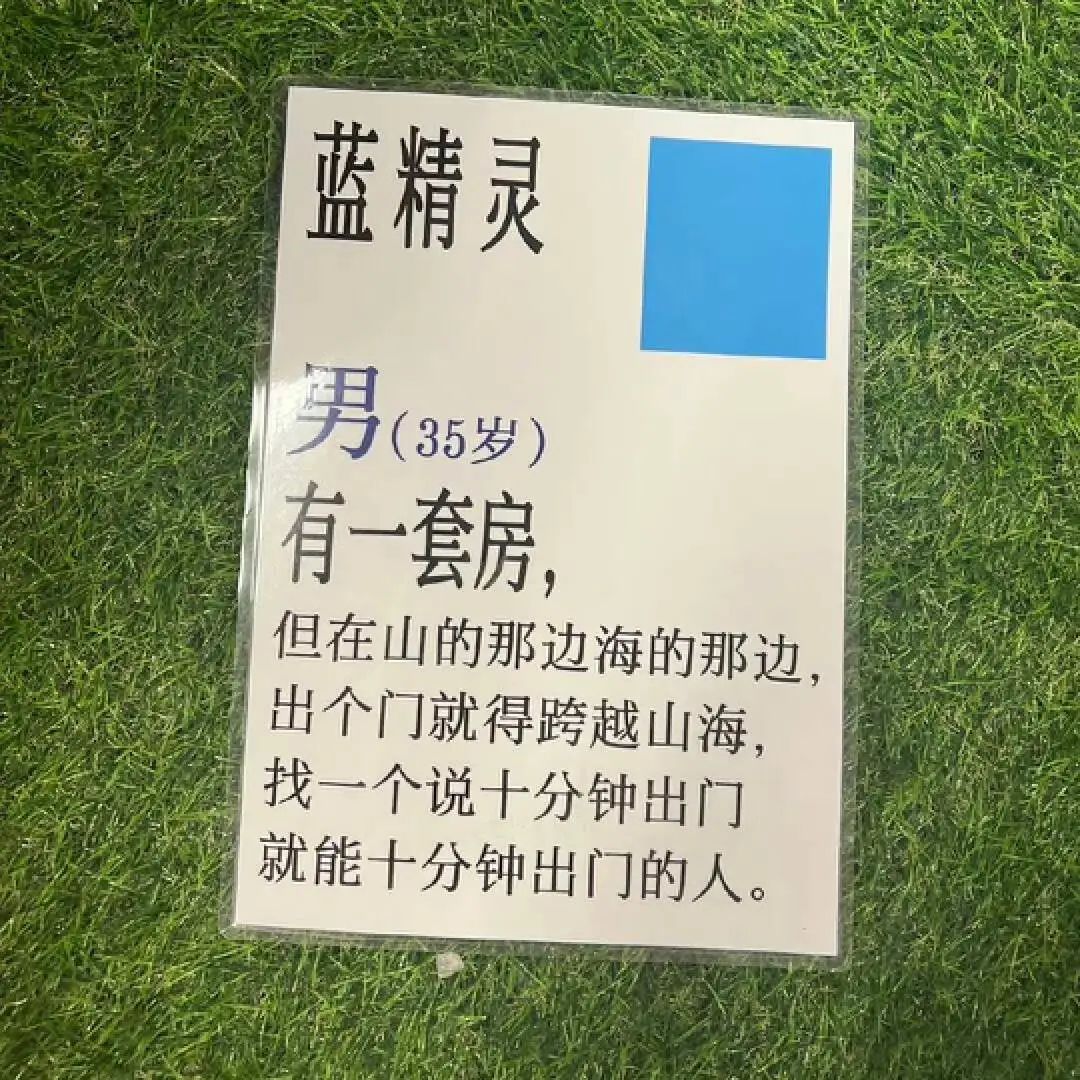 蓝精灵
男(35岁)
有一套房，
但在山的那边海的那边，
出个门就得跨越山海，
找一个说十分钟出门
就能十分钟出门的人。